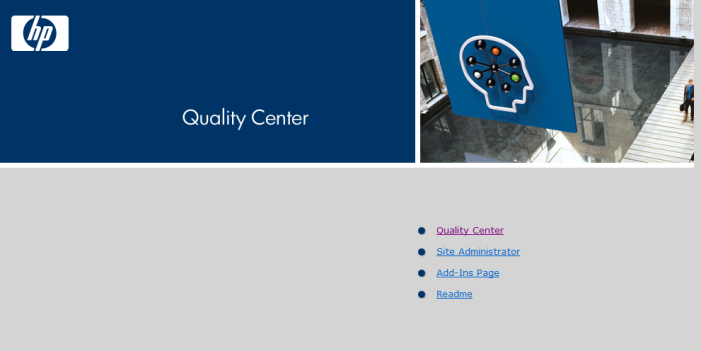 hp
Quality Center
Quality Center
Site Administrator
Add-Ins Page
Readme